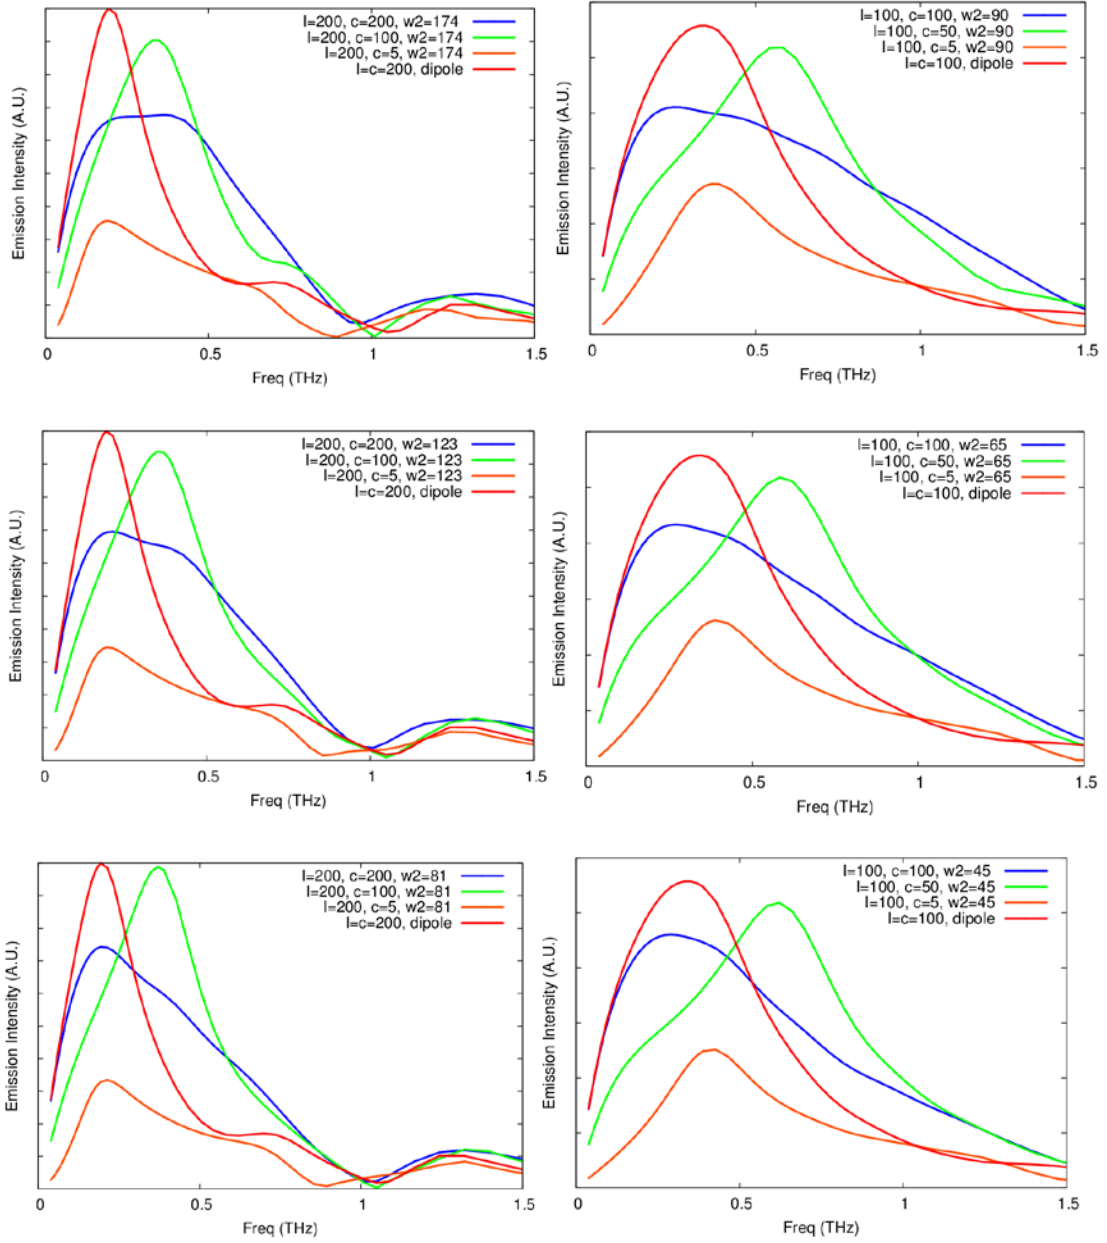 l=200, c=200, w2=174
l=200, c=100, w2=174
l=200, c=5, w2=174
l=c=200, dipole
Emission Intensity (A.U.)
0 0.5 1 1.5
Freq (THz)
l=100, c=100, w2=90
l=100, c=50, w2=90
l=100, c=5, w2=90
l=c=100, dipole
Emission Intensity (A.U.)
0 0.5 1 1.5
Freq (THz)
l=200, c=200, w2=123
l=200, c=100, w2=123
l=200, c=5, w2=123
l=c=200, dipole
Emission Intensity (A.U.)
0 0.5 1 1.5
Freq (THz)
l=100, c=100, w2=65
l=100, c=50, w2=65
l=100, c=5, w2=65
l=c=100, dipole
Emission Intensity (A.U.)
0 0.5 1 1.5
Freq (THz)
l=200, c=200, w2=81
l=200, c=100, w2=81
l=200, c=5, w2=81
l=c=200, dipole
Emission Intensity (A.U.)
0 0.5 1 1.5
Freq (THz)
l=100, c=100, w2=45
l=100, c=50, w2=45
l=100, c=5, w2=45
l=c=100, dipole
Emission Intensity (A.U.)
0 0.5 1 1.5
Freq (THz)